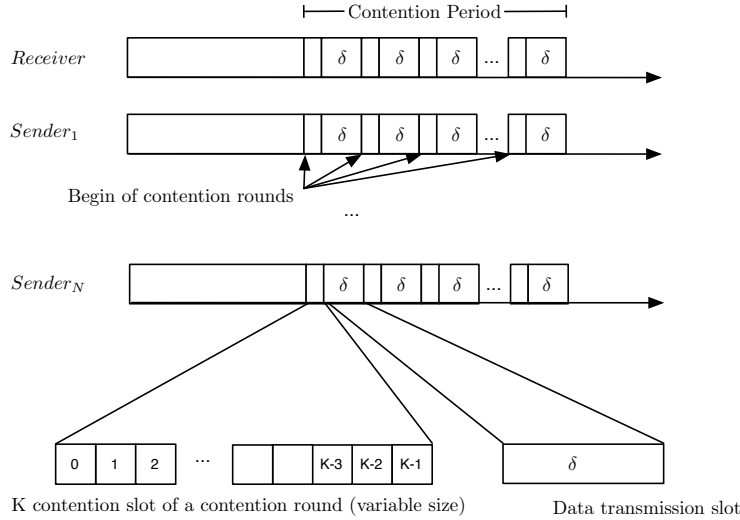 Contention Period
Receiver δ δ δ ... δ
Sender₁ δ δ δ ... δ
Begin of contention rounds
...
Sender_N δ δ δ ... δ
0 1 2 ... K-3 K-2 K-1 δ
K contention slot of a contention round (variable size)
Data transmission slot